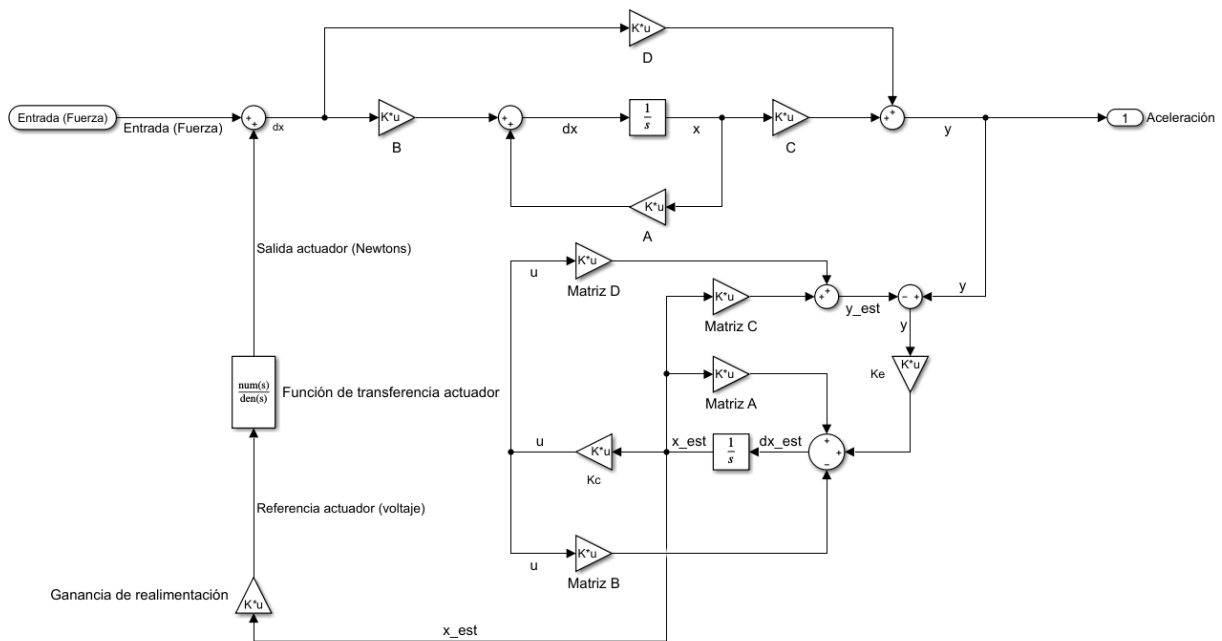 K*u
D
Entrada (Fuerza)
Entrada (Fuerza)
+
+
dx
K*u
B
+
+
dx
1
s
x
K*u
C
+
+
y
1
Aceleración
K*u
A
Salida actuador (Newtons)
u
K*u
Matriz D
K*u
Matriz C
+
+
y_est
−
+
y
y
K*u
Ke
num(s)
den(s)
Función de transferencia actuador
K*u
Matriz A
u
K*u
Kc
x_est
1
s
dx_est
+
+
−
Referencia actuador (voltaje)
u
K*u
Matriz B
Ganancia de realimentación
K*u
x_est